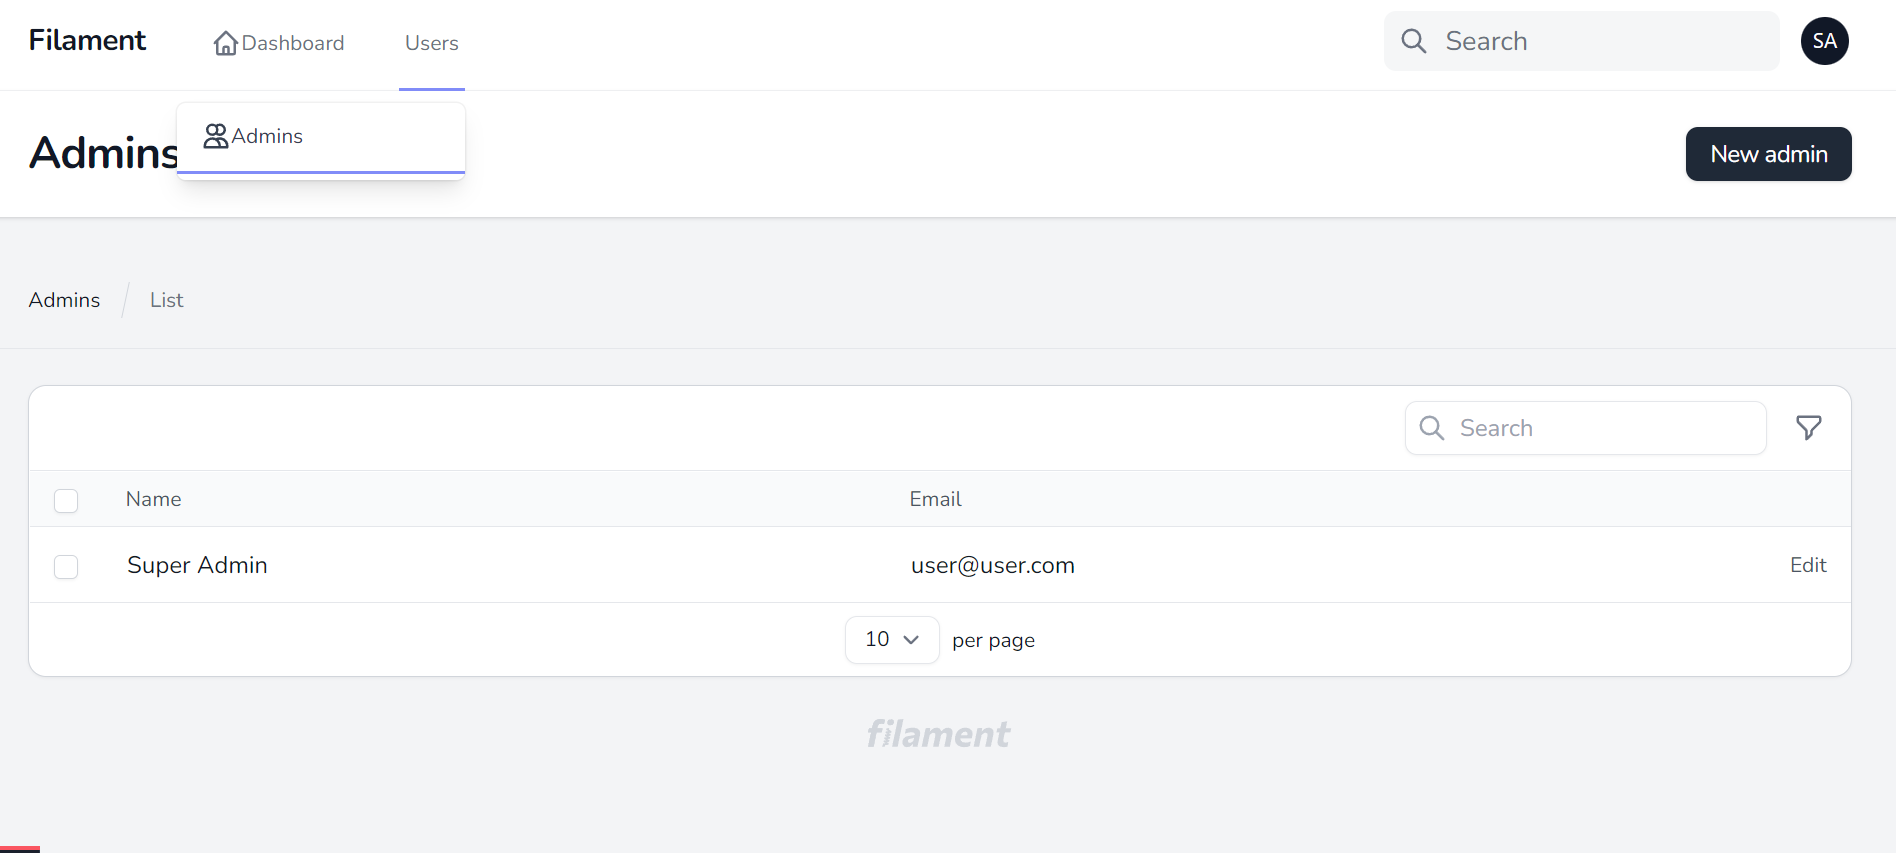 Filament Dashboard Users Search SA
Admins Admins New admin
Admins List
Search
Name Email
Super Admin user@user.com Edit
10 per page
filament